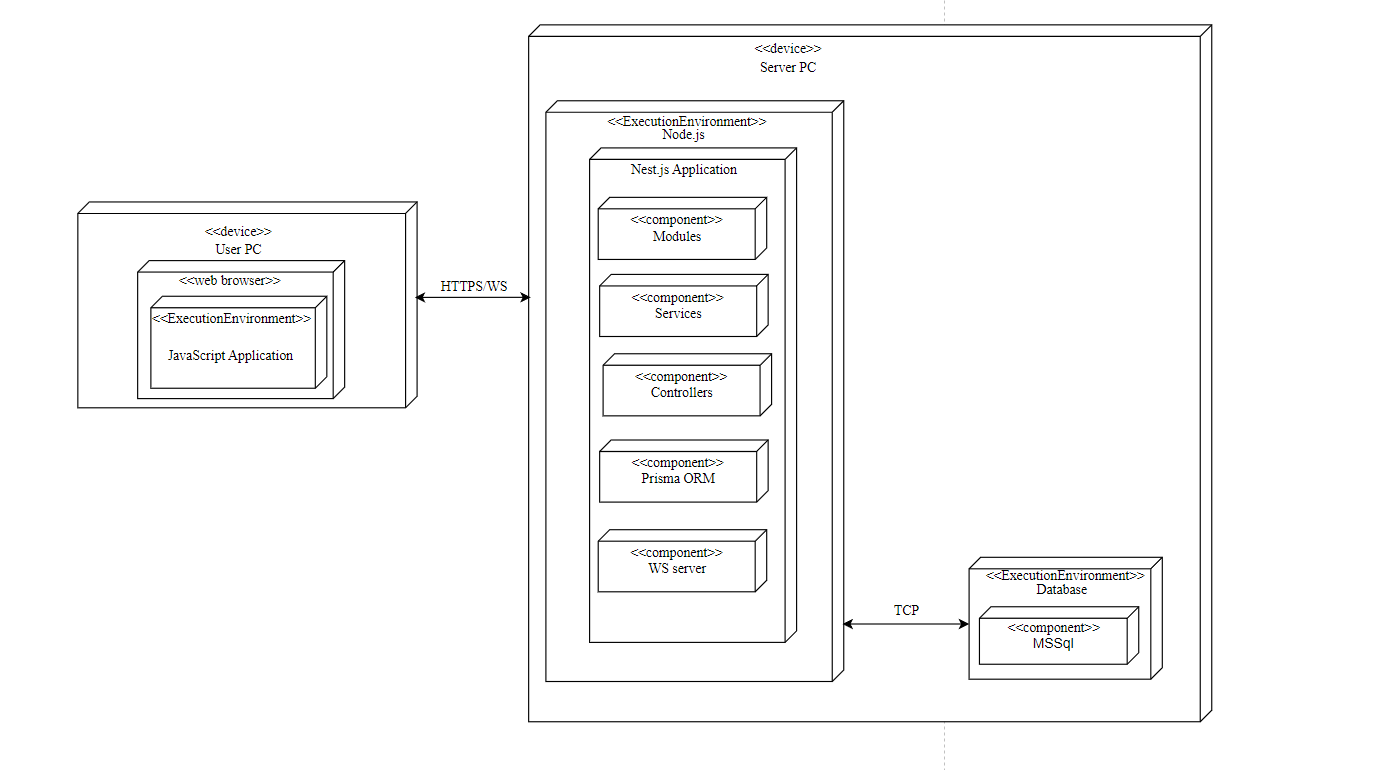 <<device>>
Server PC
<<ExecutionEnvironment>>
Node.js
Nest.js Application
<<component>>
Modules
<<component>>
Services
<<component>>
Controllers
<<component>>
Prisma ORM
<<component>>
WS server
<<device>>
User PC
<<web browser>>
<<ExecutionEnvironment>>
JavaScript Application
HTTPS/WS
TCP
<<ExecutionEnvironment>>
Database
<<component>>
MSSql